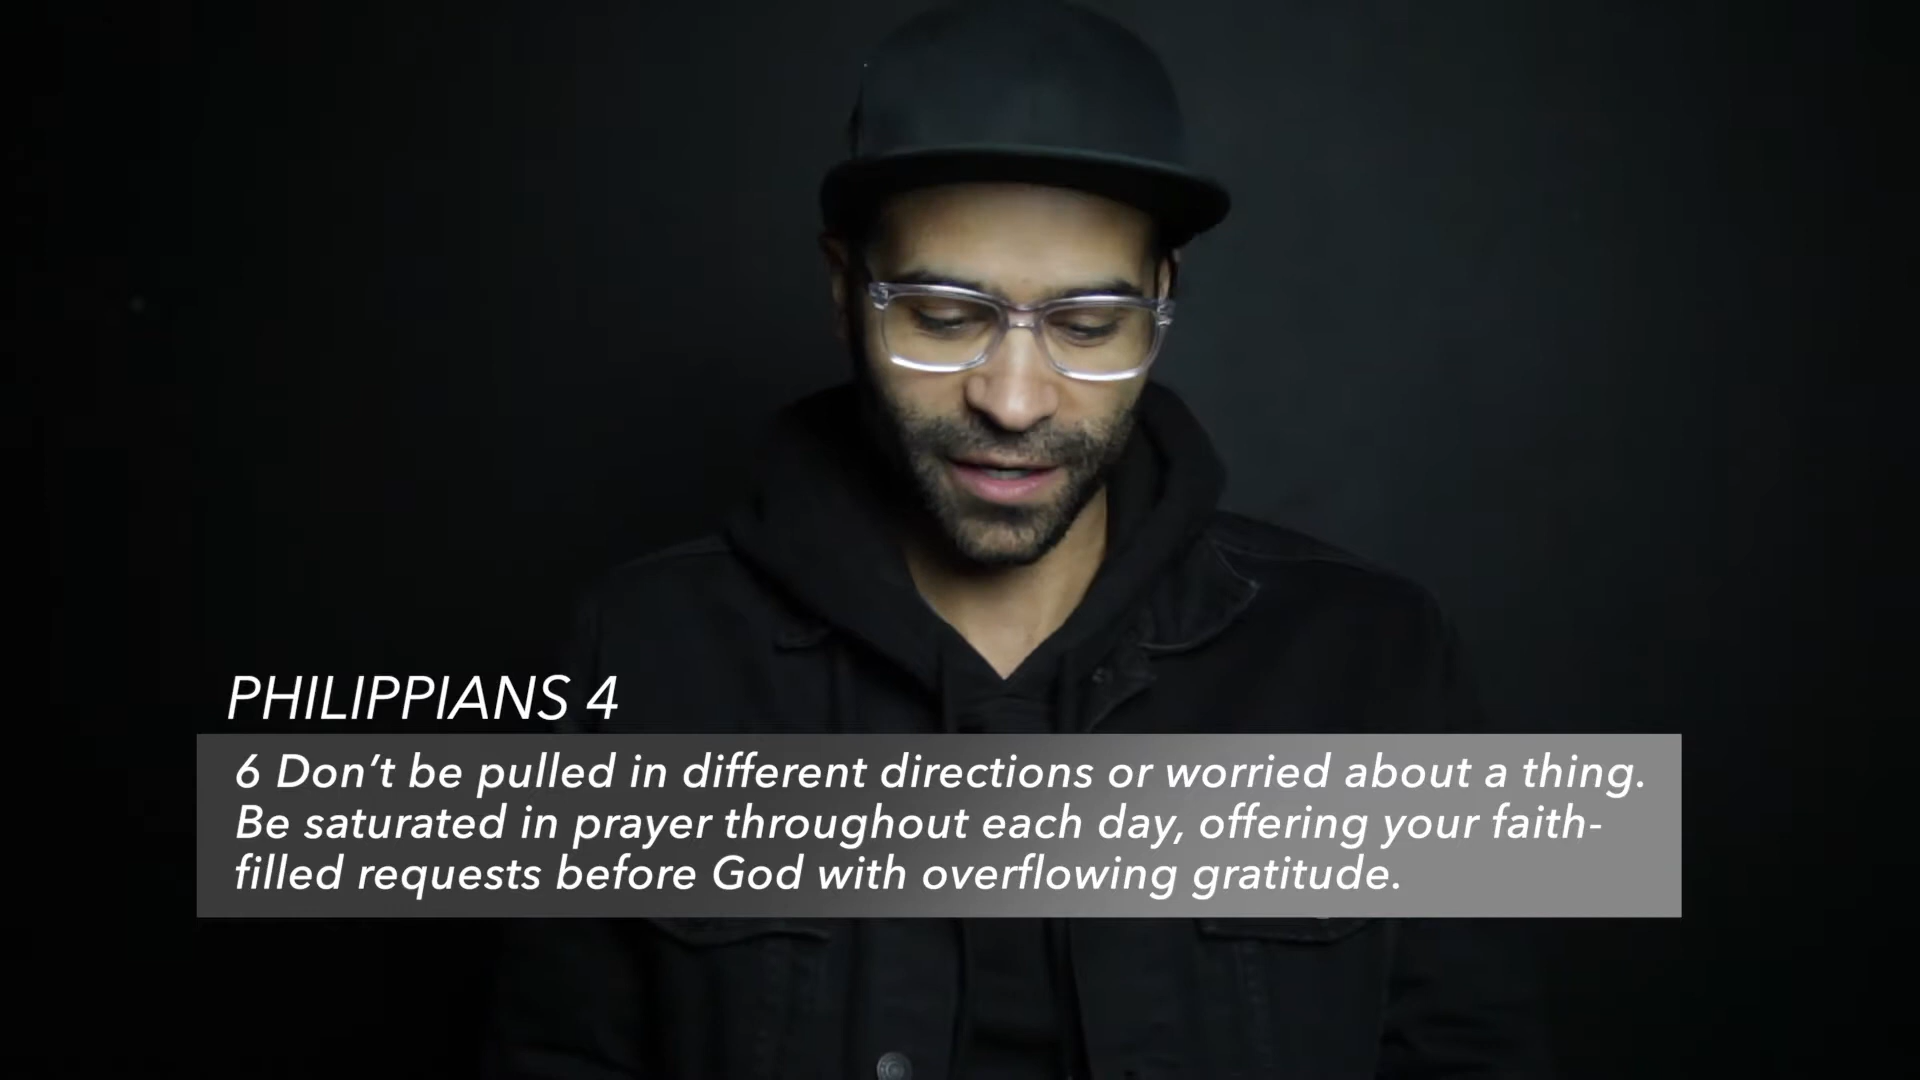 PHILIPPIANS 4
6 Don’t be pulled in different directions or worried about a thing.
Be saturated in prayer throughout each day, offering your faith-
filled requests before God with overflowing gratitude.